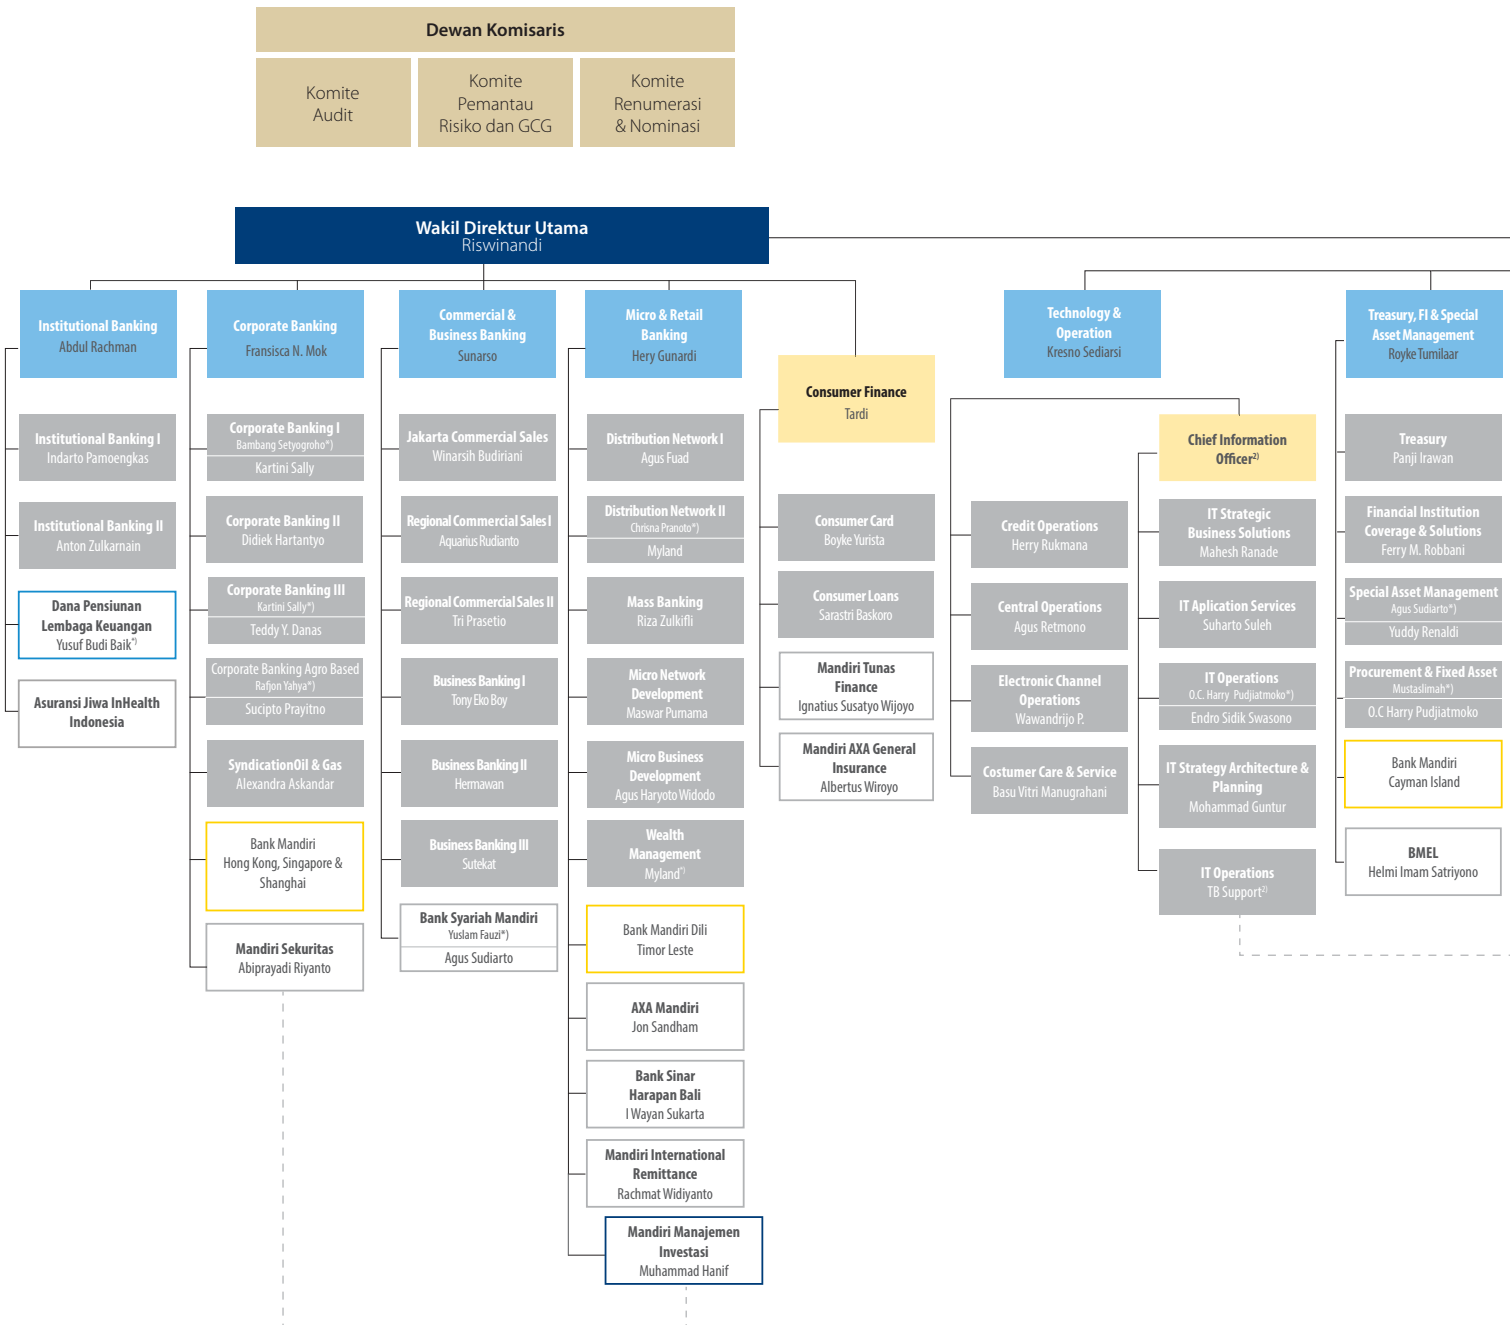 Dewan Komisaris
Komite
Audit
Komite
Pemantau
Risiko dan GCG
Komite
Renumerasi
& Nominasi
Wakil Direktur Utama
Riswinandi
Institutional Banking
Abdul Rachman
Institutional Banking I
Indarto Pamoengkas
Institutional Banking II
Anton Zulkarnain
Dana Pensiunan
Lembaga Keuangan
Yusuf Budi Baik*)
Asuransi Jiwa InHealth
Indonesia
Corporate Banking
Fransisca N. Mok
Corporate Banking I
Bambang Setyogroho*)
Kartini Sally
Corporate Banking II
Didiek Hartantyo
Corporate Banking III
Kartini Sally*)
Teddy Y. Danas
Corporate Banking Agro Based
Rafjon Yahya*)
Sucipto Prayitno
SyndicationOil & Gas
Alexandra Askandar
Bank Mandiri
Hong Kong, Singapore &
Shanghai
Mandiri Sekuritas
Abiprayadi Riyanto
Commercial &
Business Banking
Sunarso
Jakarta Commercial Sales
Winarsih Budiriani
Regional Commercial Sales I
Aquarius Rudianto
Regional Commercial Sales II
Tri Prasetio
Business Banking I
Tony Eko Boy
Business Banking II
Hermawan
Business Banking III
Sutekat
Bank Syariah Mandiri
Yuslam Fauzi*)
Agus Sudiarto
Micro & Retail
Banking
Hery Gunardi
Distribution Network I
Agus Fuad
Distribution Network II
Chrisna Pranoto*)
Myland
Mass Banking
Riza Zulkifli
Micro Network
Development
Maswar Purnama
Micro Business
Development
Agus Haryoto Widodo
Wealth
Management
Myland*)
Bank Mandiri Dili
Timor Leste
AXA Mandiri
Jon Sandham
Bank Sinar
Harapan Bali
I Wayan Sukarta
Mandiri International
Remittance
Rachmat Widiyanto
Mandiri Manajemen
Investasi
Muhammad Hanif
Consumer Finance
Tardi
Consumer Card
Boyke Yurista
Consumer Loans
Sarastri Baskoro
Mandiri Tunas
Finance
Ignatius Susatyo Wijoyo
Mandiri AXA General
Insurance
Albertus Wiroyo
Technology &
Operation
Kresno Sediarsi
Credit Operations
Herry Rukmana
Central Operations
Agus Retmono
Electronic Channel
Operations
Wawandrijo P.
Costumer Care & Service
Basu Vitri Manugrahani
Chief Information
Officer2)
IT Strategic
Business Solutions
Mahesh Ranade
IT Aplication Services
Suharto Suleh
IT Operations
O.C. Harry Pudjiatmoko*)
Endro Sidik Swasono
IT Strategy Architecture &
Planning
Mohammad Guntur
IT Operations
TB Support2)
Treasury, FI & Special
Asset Management
Royke Tumilaar
Treasury
Panji Irawan
Financial Institution
Coverage & Solutions
Ferry M. Robbani
Special Asset Management
Agus Sudiarto*)
Yuddy Renaldi
Procurement & Fixed Asset
Mustaslimah*)
O.C Harry Pudjiatmoko
Bank Mandiri
Cayman Island
BMEL
Helmi Imam Satriyono